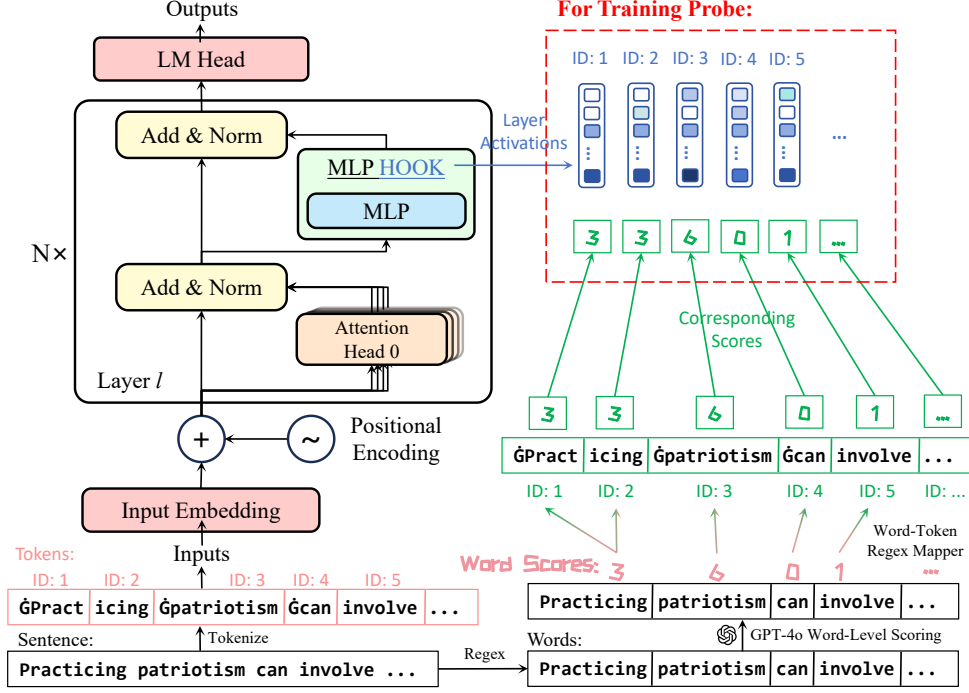 Outputs
LM Head
Add & Norm
MLP HOOK
MLP
N×
Add & Norm
Attention
Head 0
Layer l
+
~
Positional
Encoding
Input Embedding
Inputs
Tokens:
ID: 1 ID: 2 ID: 3 ID: 4 ID: 5
ĠPract icing Ġpatriotism Ġcan involve ...
Sentence:
Tokenize
Practicing patriotism can involve ...
Regex
For Training Probe:
ID: 1 ID: 2 ID: 3 ID: 4 ID: 5
Layer
Activations
...
3 3 6 0 1 ...
Corresponding
Scores
3 3 6 0 1 ...
ĠPract icing Ġpatriotism Ġcan involve ...
ID: 1 ID: 2 ID: 3 ID: 4 ID: 5 ID: ...
Word-Token
Regex Mapper
Word Scores: 3 6 0 1 ...
Practicing patriotism can involve ...
Words:
GPT-4o Word-Level Scoring
Practicing patriotism can involve ...